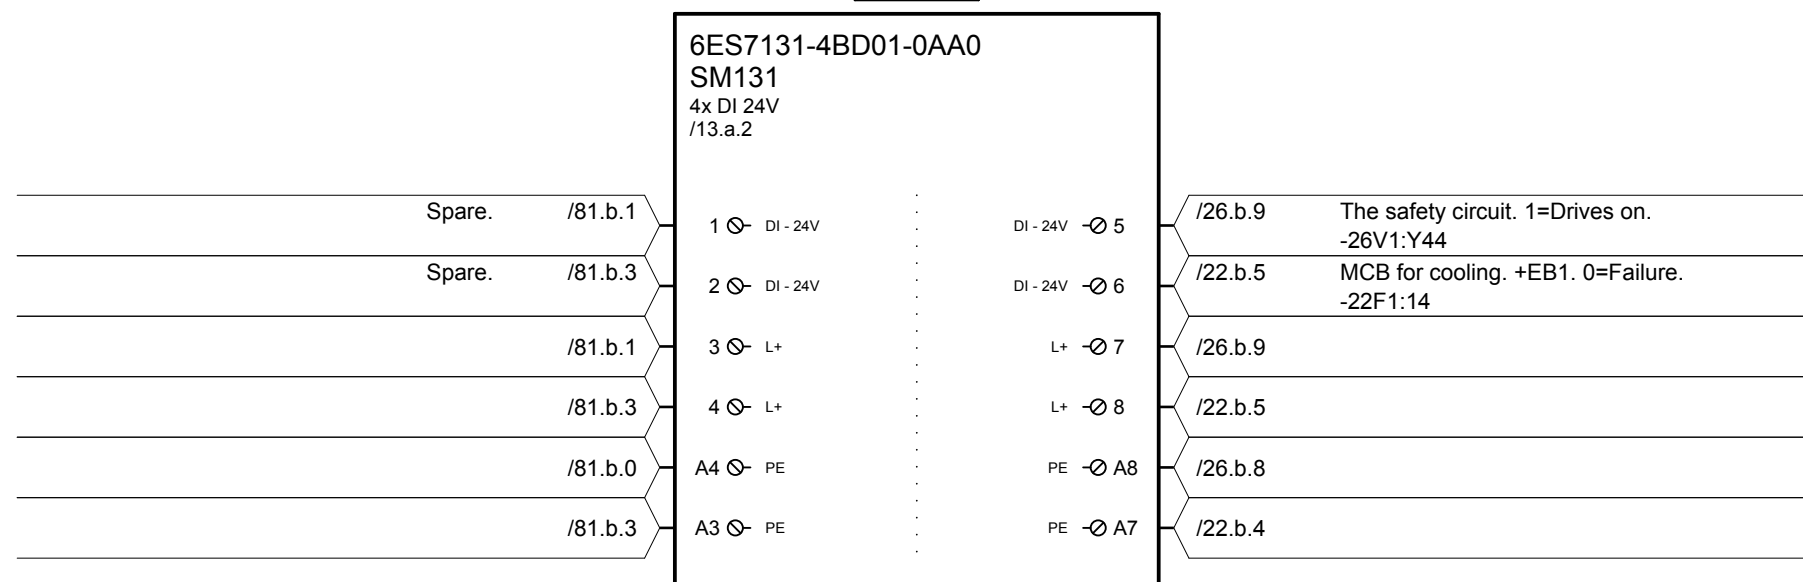 6ES7131-4BD01-0AA0
SM131
4x DI 24V
/13.a.2
Spare. /81.b.1 1 DI - 24V DI - 24V 5 /26.b.9 The safety circuit. 1=Drives on.
-26V1:Y44
Spare. /81.b.3 2 DI - 24V DI - 24V 6 /22.b.5 MCB for cooling. +EB1. 0=Failure.
-22F1:14
/81.b.1 3 L+ L+ 7 /26.b.9
/81.b.3 4 L+ L+ 8 /22.b.5
/81.b.0 A4 PE PE A8 /26.b.8
/81.b.3 A3 PE PE A7 /22.b.4